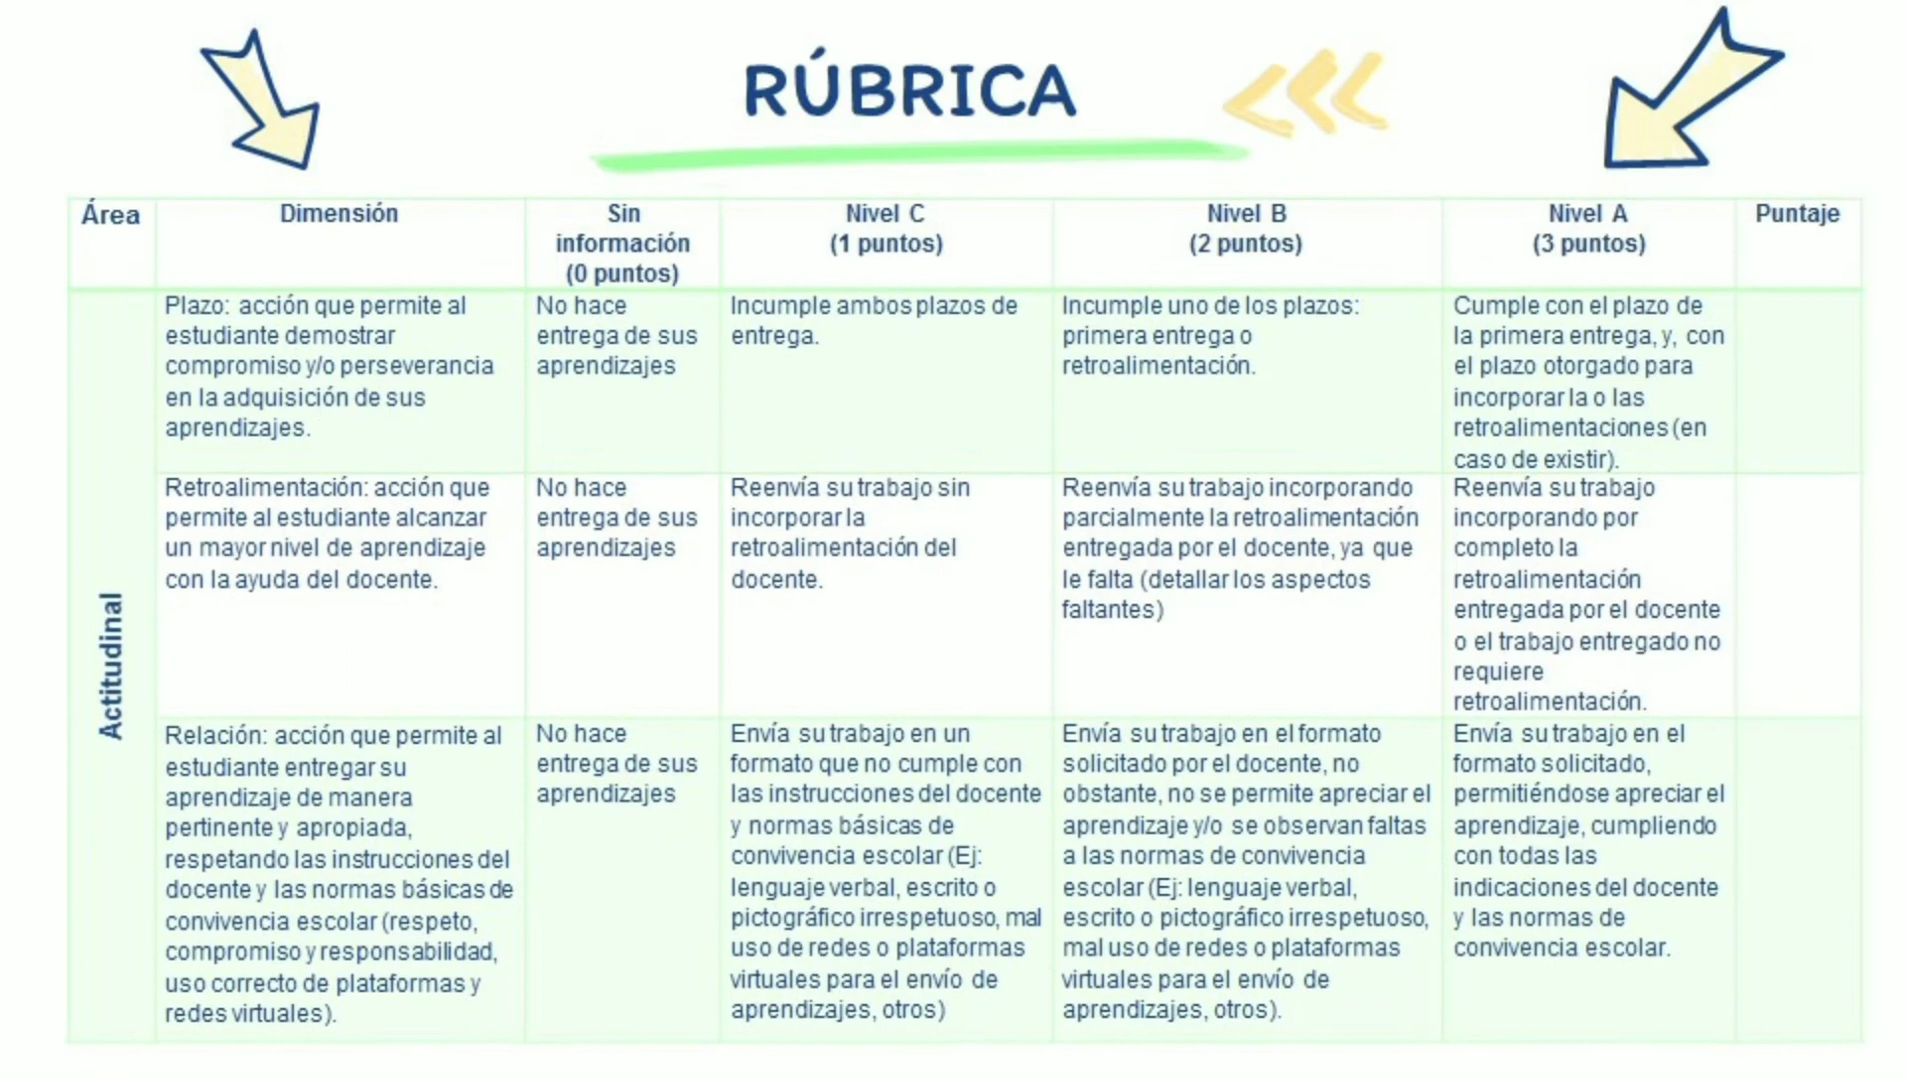 RÚBRICA
Área
Dimensión
Sin
información
(0 puntos)
Nivel C
(1 puntos)
Nivel B
(2 puntos)
Nivel A
(3 puntos)
Puntaje
Actitudinal
Plazo: acción que permite al
estudiante demostrar
compromiso y/o perseverancia
en la adquisición de sus
aprendizajes.
No hace
entrega de sus
aprendizajes
Incumple ambos plazos de
entrega.
Incumple uno de los plazos:
primera entrega o
retroalimentación.
Cumple con el plazo de
la primera entrega, y, con
el plazo otorgado para
incorporar la o las
retroalimentaciones (en
caso de existir).
Retroalimentación: acción que
permite al estudiante alcanzar
un mayor nivel de aprendizaje
con la ayuda del docente.
No hace
entrega de sus
aprendizajes
Reenvía su trabajo sin
incorporar la
retroalimentación del
docente.
Reenvía su trabajo incorporando
parcialmente la retroalimentación
entregada por el docente, ya que
le falta (detallar los aspectos
faltantes)
Reenvía su trabajo
incorporando por
completo la
retroalimentación
entregada por el docente
o el trabajo entregado no
requiere
retroalimentación.
Relación: acción que permite al
estudiante entregar su
aprendizaje de manera
pertinente y apropiada,
respetando las instrucciones del
docente y las normas básicas de
convivencia escolar (respeto,
compromiso y responsabilidad,
uso correcto de plataformas y
redes virtuales).
No hace
entrega de sus
aprendizajes
Envía su trabajo en un
formato que no cumple con
las instrucciones del docente
y normas básicas de
convivencia escolar (Ej:
lenguaje verbal, escrito o
pictográfico irrespetuoso, mal
uso de redes o plataformas
virtuales para el envío de
aprendizajes, otros)
Envía su trabajo en el formato
solicitado por el docente, no
obstante, no se permite apreciar el
aprendizaje y/o se observan faltas
a las normas de convivencia
escolar (Ej: lenguaje verbal,
escrito o pictográfico irrespetuoso,
mal uso de redes o plataformas
virtuales para el envío de
aprendizajes, otros).
Envía su trabajo en el
formato solicitado,
permitiéndose apreciar el
aprendizaje, cumpliendo
con todas las
indicaciones del docente
y las normas de
convivencia escolar.